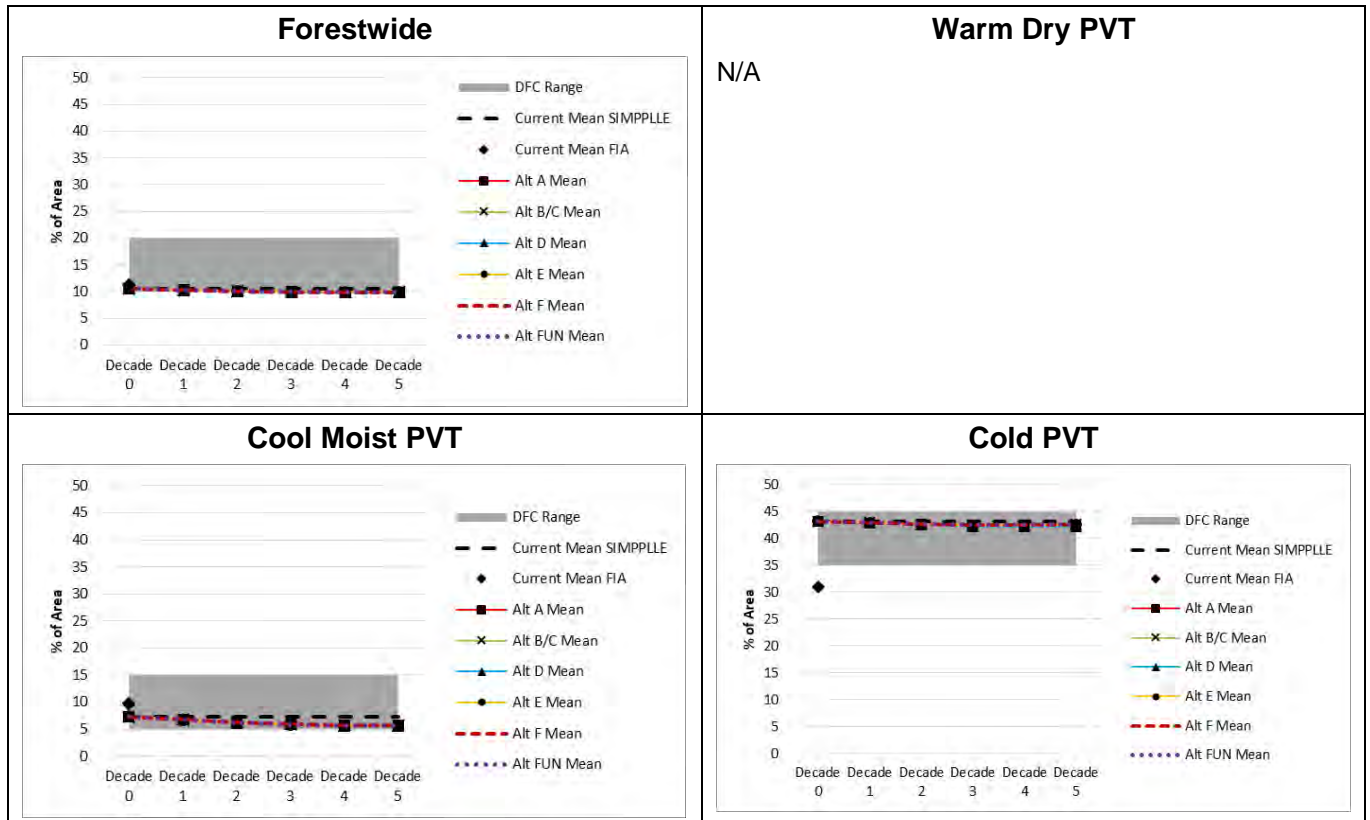 Forestwide
50
45
40
35
30
25
20
15
10
5
0
% of Area
Decade Decade Decade Decade Decade Decade
0 1 2 3 4 5
DFC Range
Current Mean SIMPPLLE
Current Mean FIA
Alt A Mean
Alt B/C Mean
Alt D Mean
Alt E Mean
Alt F Mean
Alt FUN Mean
Warm Dry PVT
N/A
Cool Moist PVT
50
45
40
35
30
25
20
15
10
5
0
% of Area
Decade Decade Decade Decade Decade Decade
0 1 2 3 4 5
DFC Range
Current Mean SIMPPLLE
Current Mean FIA
Alt A Mean
Alt B/C Mean
Alt D Mean
Alt E Mean
Alt F Mean
Alt FUN Mean
Cold PVT
50
45
40
35
30
25
20
15
10
5
0
% of Area
Decade Decade Decade Decade Decade Decade
0 1 2 3 4 5
DFC Range
Current Mean SIMPPLLE
Current Mean FIA
Alt A Mean
Alt B/C Mean
Alt D Mean
Alt E Mean
Alt F Mean
Alt FUN Mean